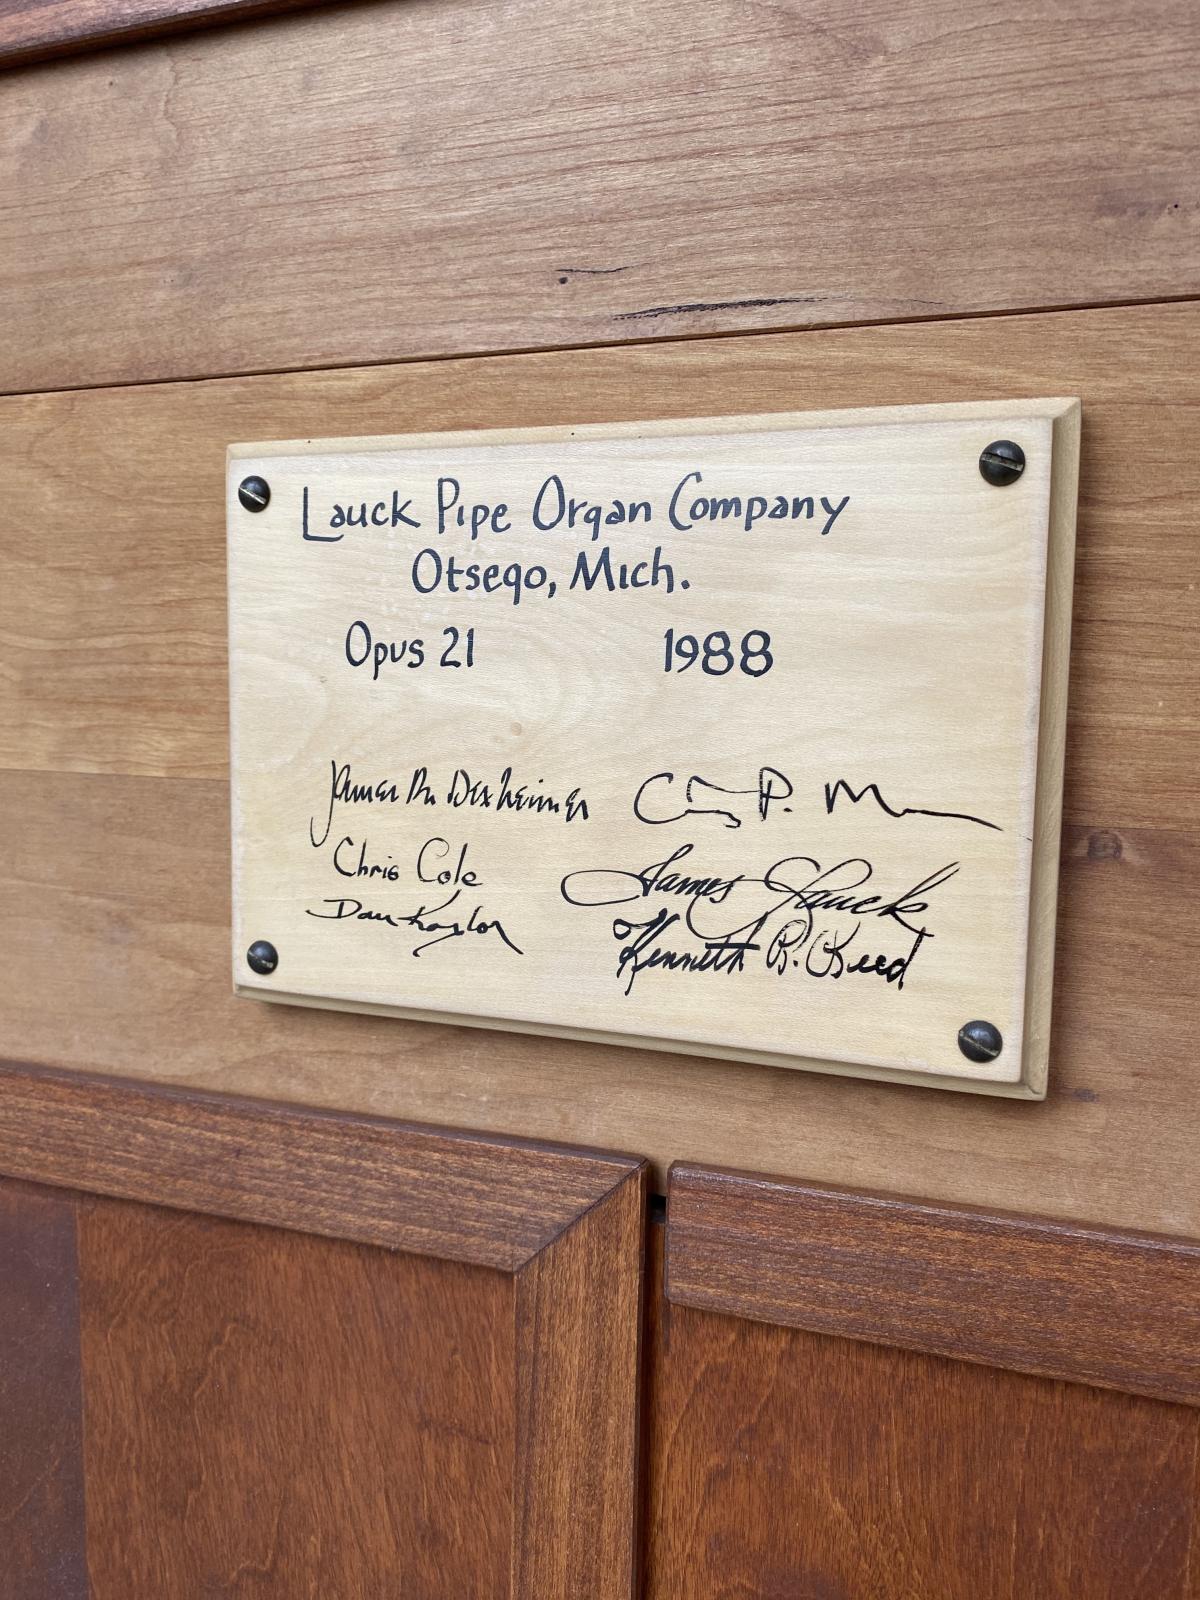 Lauck Pipe Organ Company
Otsego, Mich.
Opus 21 1988
James Dexheimer P.
Chris Cole James Lauck
Dan Kaylor Kenneth R. Reed